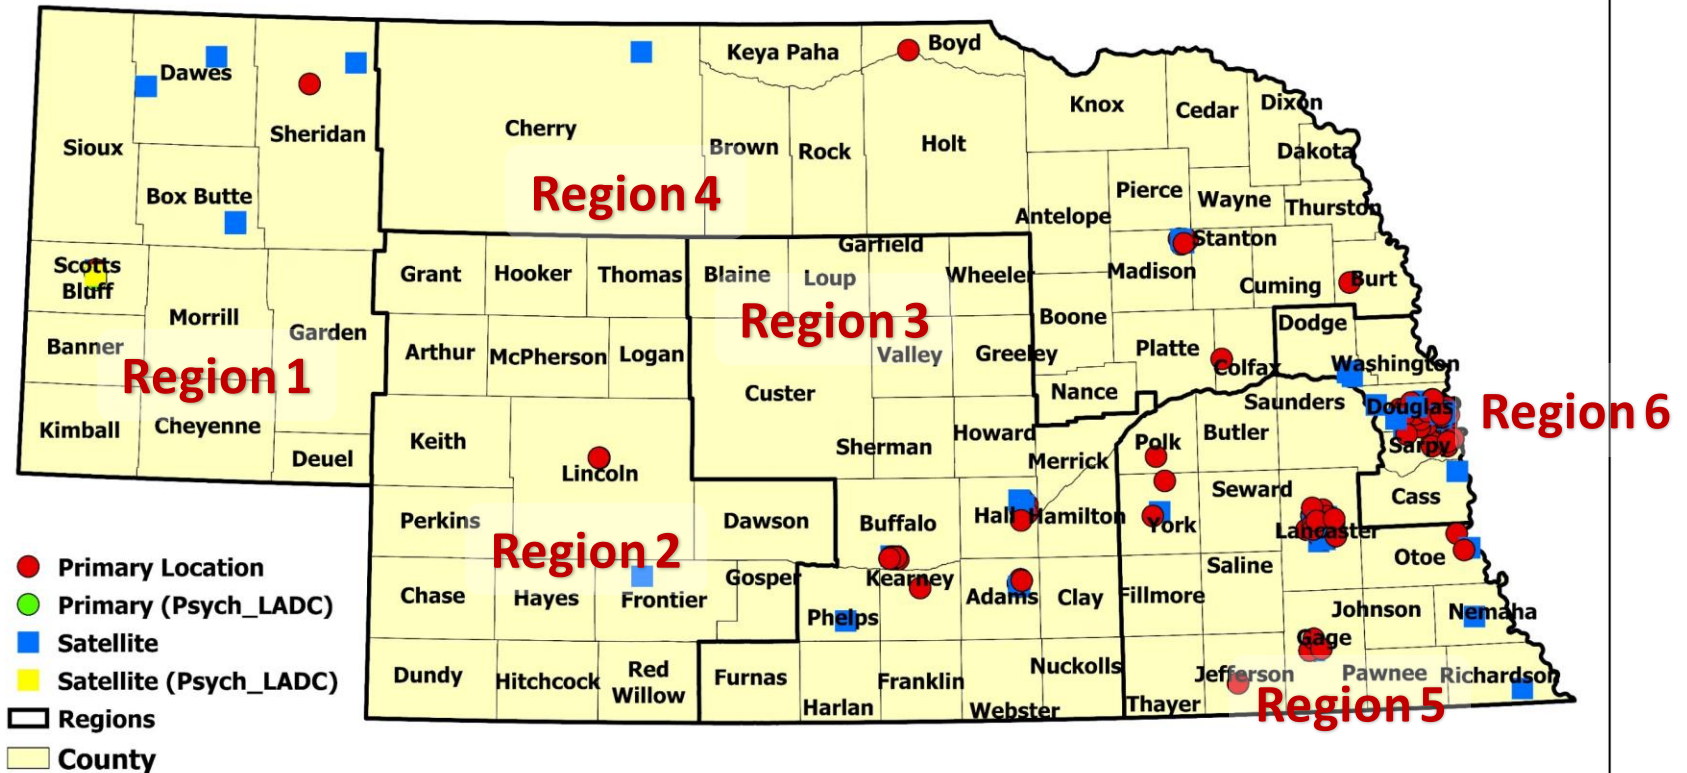 Keya Paha
Boyd
Dawes
Knox
Cedar
Dixon
Cherry
Sheridan
Sioux
Brown
Rock
Holt
Dakota
Box Butte
Region 4
Pierce
Wayne
Thurston
Antelope
Stanton
Garfield
Scotts
Bluff
Grant
Hooker
Thomas
Blaine
Loup
Wheeler
Madison
Cuming
Burt
Morrill
Garden
Region 3
Boone
Dodge
Banner
Arthur
McPherson
Logan
Valley
Greeley
Platte
Colfax
Washington
Region 1
Custer
Nance
Saunders
Douglas
Region 6
Kimball
Cheyenne
Keith
Sherman
Howard
Polk
Butler
Sarpy
Deuel
Lincoln
Merrick
Seward
Cass
Perkins
Dawson
Buffalo
Hall
Hamilton
York
Lancaster
Region 2
Otoe
Primary Location
Gosper
Kearney
Saline
Primary (Psych_LADC)
Chase
Hayes
Frontier
Phelps
Adams
Clay
Fillmore
Johnson
Nemaha
Satellite
Gage
Satellite (Psych_LADC)
Dundy
Hitchcock
Red
Willow
Furnas
Franklin
Nuckolls
Jefferson
Pawnee
Richardson
Regions
Harlan
Webster
Thayer
Region 5
County